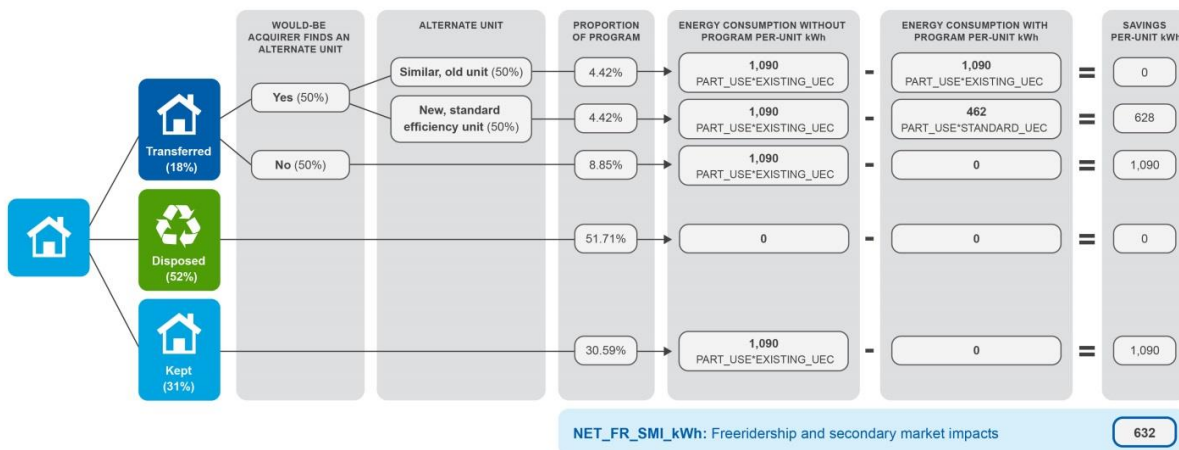 WOULD-BE
ACQUIRER FINDS AN
ALTERNATE UNIT
ALTERNATE UNIT
PROPORTION
OF PROGRAM
ENERGY CONSUMPTION WITHOUT
PROGRAM PER-UNIT kWh
ENERGY CONSUMPTION WITH
PROGRAM PER-UNIT kWh
SAVINGS
PER-UNIT kWh
Transferred
(18%)
Yes (50%)
Similar, old unit (50%)
4.42%
1,090
PART_USE*EXISTING_UEC
-
1,090
PART_USE*EXISTING_UEC
=
0
New, standard
efficiency unit (50%)
4.42%
1,090
PART_USE*EXISTING_UEC
-
462
PART_USE*STANDARD_UEC
=
628
No (50%)
8.85%
1,090
PART_USE*EXISTING_UEC
-
0
=
1,090
Disposed
(52%)
51.71%
0
-
0
=
0
Kept
(31%)
30.59%
1,090
PART_USE*EXISTING_UEC
-
0
=
1,090
NET_FR_SMI_kWh: Freeridership and secondary market impacts
632